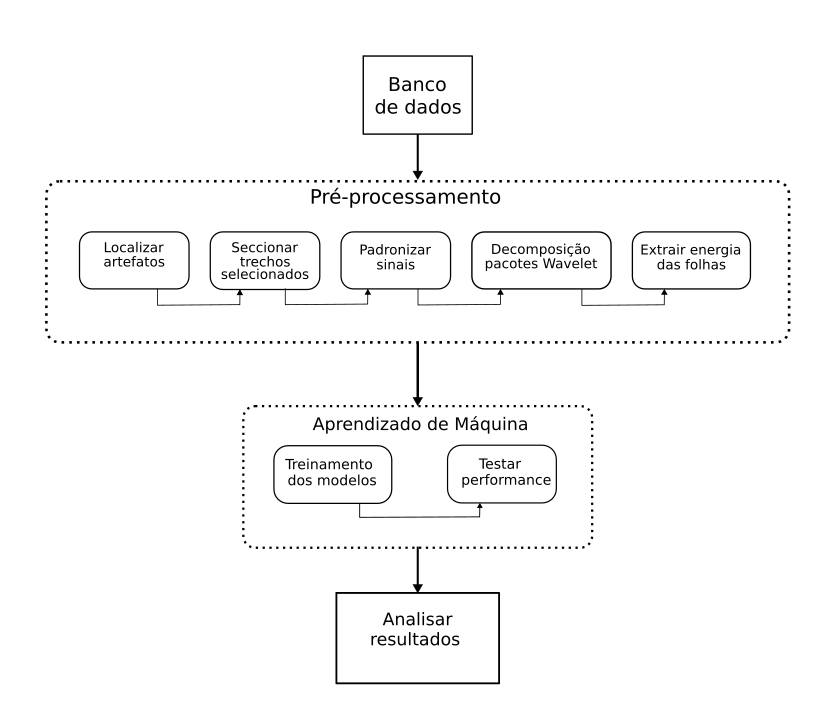 Banco
de dados
Pré-processamento
Localizar
artefatos
Seccionar
trechos
selecionados
Padronizar
sinais
Decomposição
pacotes Wavelet
Extrair energia
das folhas
Aprendizado de Máquina
Treinamento
dos modelos
Testar
performance
Analisar
resultados